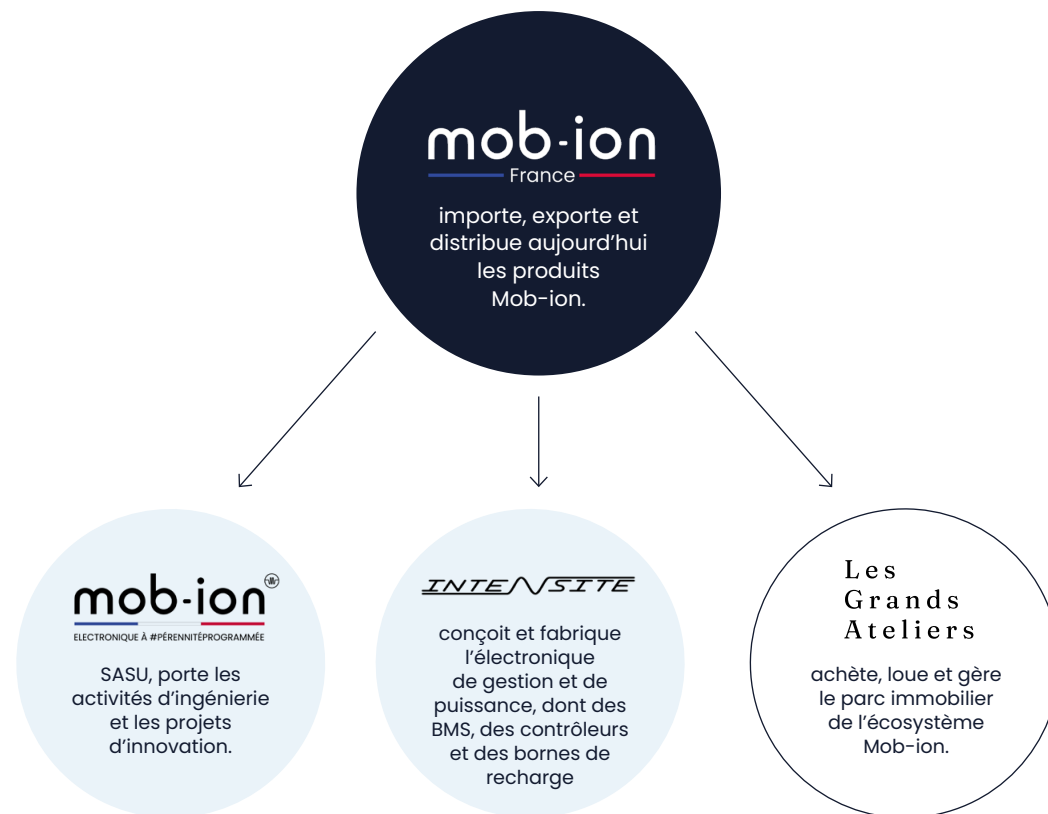 mob-ion
France
importe, exporte et
distribue aujourd’hui
les produits
Mob-ion.
mob-ion
ELECTRONIQUE À #PÉRENNITÉPROGRAMMÉE
SASU, porte les
activités d’ingénierie
et les projets
d’innovation.
INTENSITE
conçoit et fabrique
l’électronique
de gestion et de
puissance, dont des
BMS, des contrôleurs
et des bornes de
recharge
Les
Grands
Ateliers
achète, loue et gère
le parc immobilier
de l’écosystème
Mob-ion.